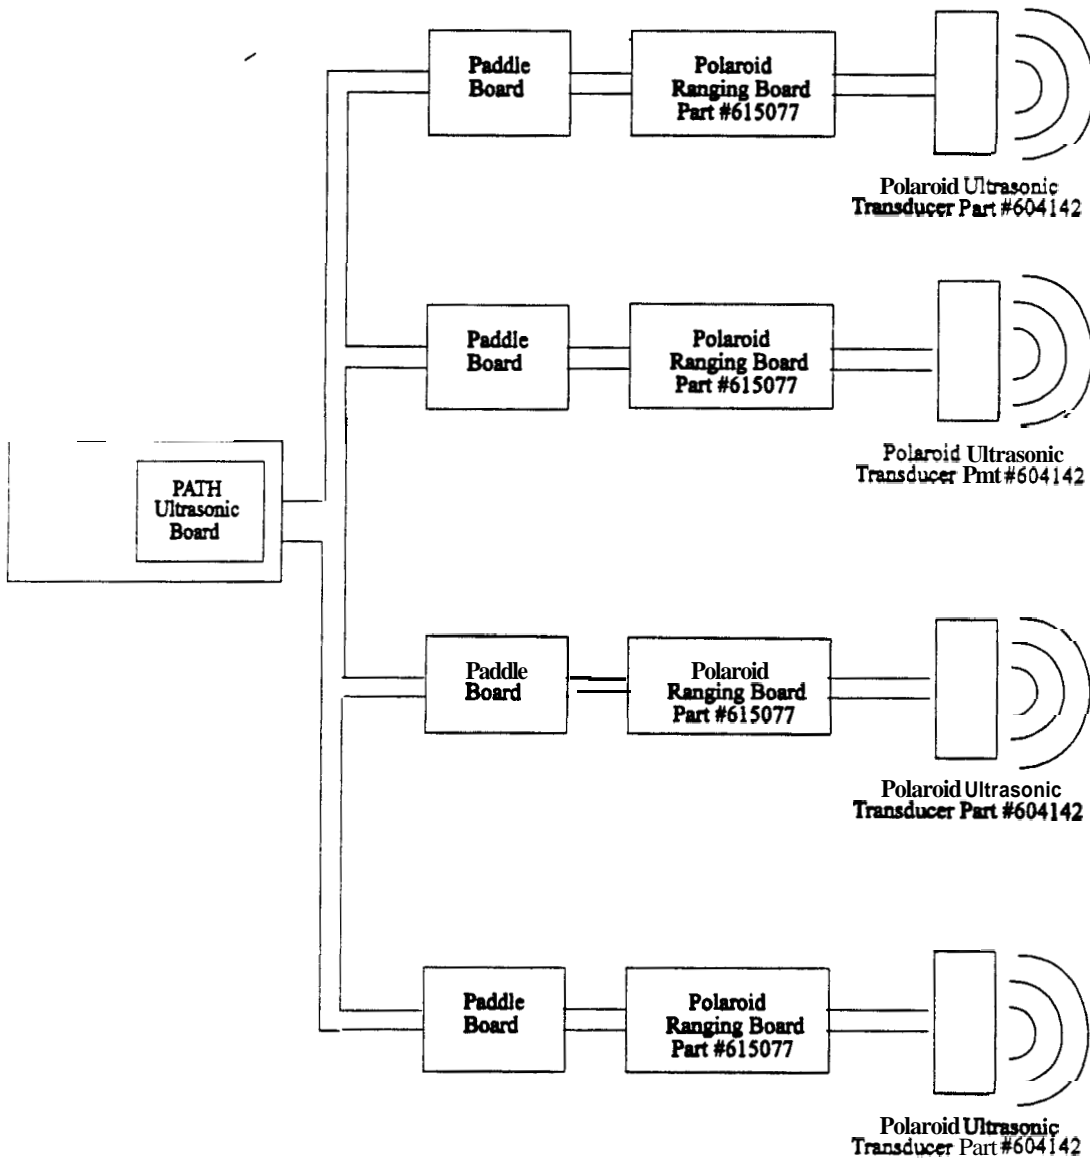 Paddle
Board
Polaroid
Ranging Board
Part #615077
Polaroid Ultrasonic
Transducer Part #604142
Paddle
Board
Polaroid
Ranging Board
Part #615077
Polaroid Ultrasonic
Transducer Pmt #604142
PATH
Ultrasonic
Board
Paddle
Board
Polaroid
Ranging Board
Part #615077
Polaroid Ultrasonic
Transducer Part #604142
Paddle
Board
Polaroid
Ranging Board
Part #615077
Polaroid Ultrasonic
Transducer Part #604142